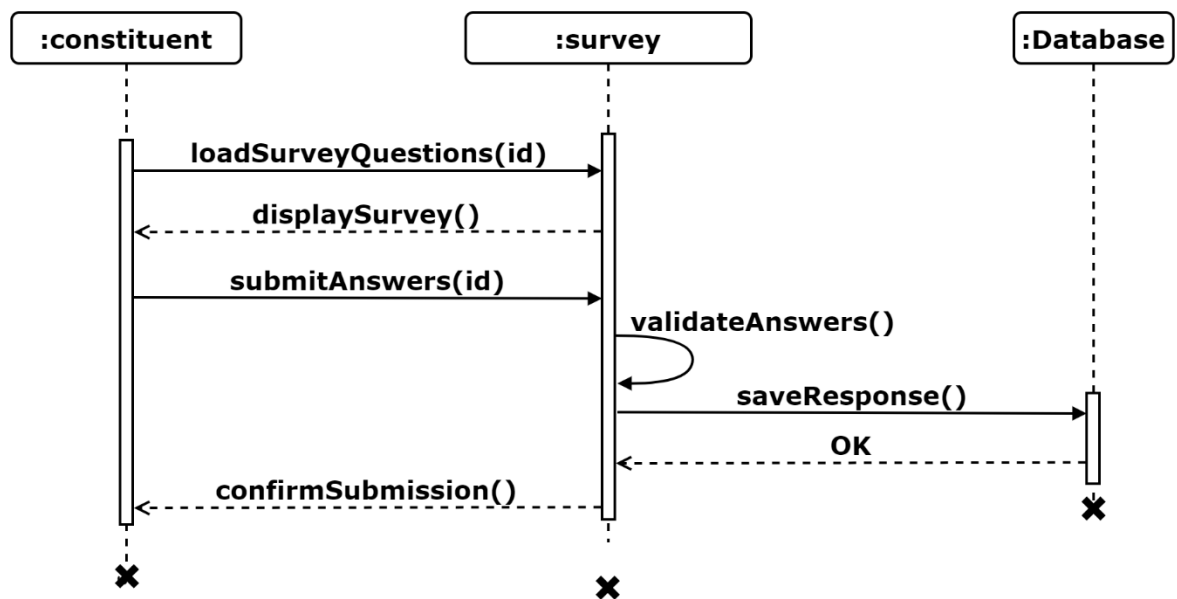 :constituent
:survey
:Database
loadSurveyQuestions(id)
displaySurvey()
submitAnswers(id)
validateAnswers()
saveResponse()
OK
confirmSubmission()